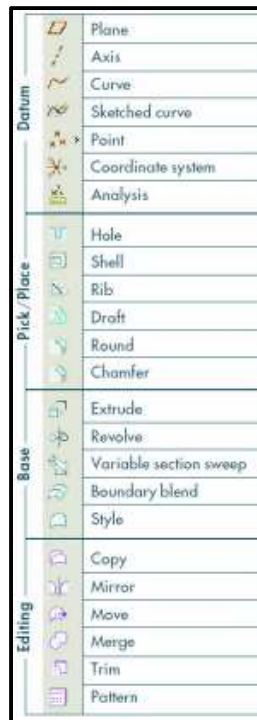 Datum
Plane
Axis
Curve
Sketched curve
Point
Coordinate system
Analysis
Pick/Place
Hole
Shell
Rib
Draft
Round
Chamfer
Base
Extrude
Revolve
Variable section sweep
Boundary blend
Style
Editing
Copy
Mirror
Move
Merge
Trim
Pattern